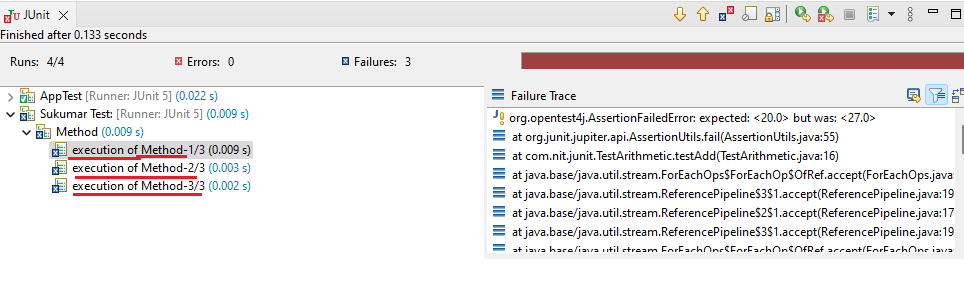 JUnit
Finished after 0.133 seconds
Runs: 4/4
Errors: 0
Failures: 3
AppTest [Runner: JUnit 5] (0.022 s)
Sukumar Test: [Runner: JUnit 5] (0.009 s)
Method (0.009 s)
execution of Method-1/3 (0.009 s)
execution of Method-2/3 (0.003 s)
execution of Method-3/3 (0.002 s)
Failure Trace
org.opentest4j.AssertionFailedError: expected: <20.0> but was: <27.0>
at org.junit.jupiter.api.AssertionUtils.fail(AssertionUtils.java:55)
at com.nit.junit.TestArithmetic.testAdd(TestArithmetic.java:16)
at java.base/java.util.stream.ForEachOps$ForEachOp$OfRef.accept(ForEachOps.java:
at java.base/java.util.stream.ReferencePipeline$3$1.accept(ReferencePipeline.java:19
at java.base/java.util.stream.ReferencePipeline$2$1.accept(ReferencePipeline.java:17
at java.base/java.util.stream.ReferencePipeline$3$1.accept(ReferencePipeline.java:19
at java.base/java.util.stream.ForEachOps$ForEachOp$OfRef.accept(ForEachOps.java: